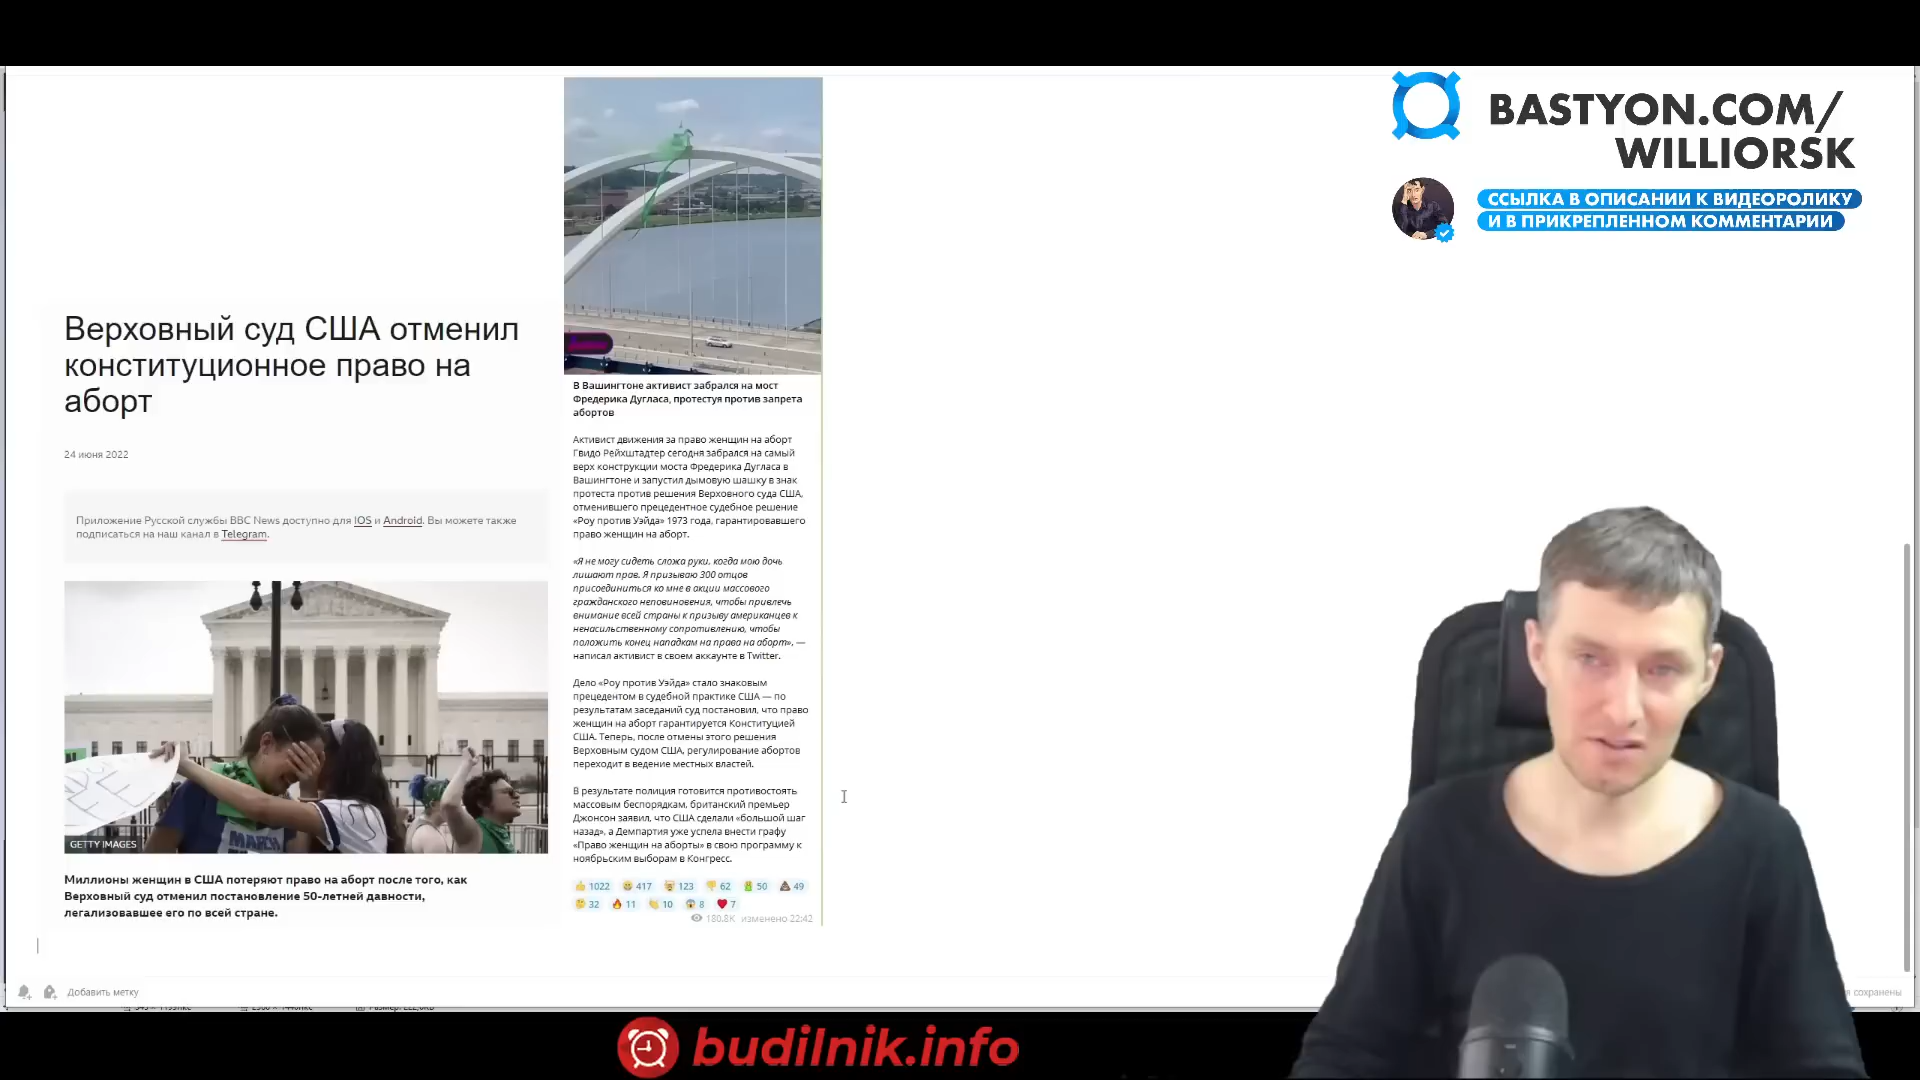 BASTYON.COM/
WILLIORSK
ССЫЛКА В ОПИСАНИИ К ВИДЕОРОЛИКУ
И В ПРИКРЕПЛЕННОМ КОММЕНТАРИИ
Верховный суд США отменил
конституционное право на
аборт
24 июня 2022
Приложение Русской службы BBC News доступно для IOS и Android. Вы можете также
подписаться на наш канал в Telegram.
GETTY IMAGES
Миллионы женщин в США потеряют право на аборт после того, как
Верховный суд отменил постановление 50-летней давности,
легализовавшее его по всей стране.
В Вашингтоне активист забрался на мост
Фредерика Дугласа, протестуя против запрета
абортов
Активист движения за право женщин на аборт
Гвидо Рейхштадтер сегодня забрался на самый
верх конструкции моста Фредерика Дугласа в
Вашингтоне и запустил дымовую шашку в знак
протеста против решения Верховного суда США,
отменившего прецедентное судебное решение
«Роу против Уэйда» 1973 года, гарантировавшего
право женщин на аборт.
«Я не могу сидеть сложа руки, когда мою дочь
лишают прав. Я призываю 300 отцов
присоединиться ко мне в акции массового
гражданского неповиновения, чтобы привлечь
внимание всей страны к призыву американцев к
ненасильственному сопротивлению, чтобы
положить конец нападкам на права на аборт», —
написал активист в своем аккаунте в Twitter.
Дело «Роу против Уэйда» стало знаковым
прецедентом в судебной практике США — по
результатам заседаний суд постановил, что право
женщин на аборт гарантируется Конституцией
США. Теперь, после отмены этого решения
Верховным судом США, регулирование абортов
переходит в ведение местных властей.
В результате полиция готовится противостоять
массовым беспорядкам, британский премьер
Джонсон заявил, что США сделали «большой шаг
назад», а Демпартия уже успела внести графу
«Право женщин на аборты» в свою программу к
ноябрьским выборам в Конгресс.
1022 417 123 62 50 49
32 11 10 8 7
180.8K изменено 22:42
Добавить метку
сохранены
budilnik.info